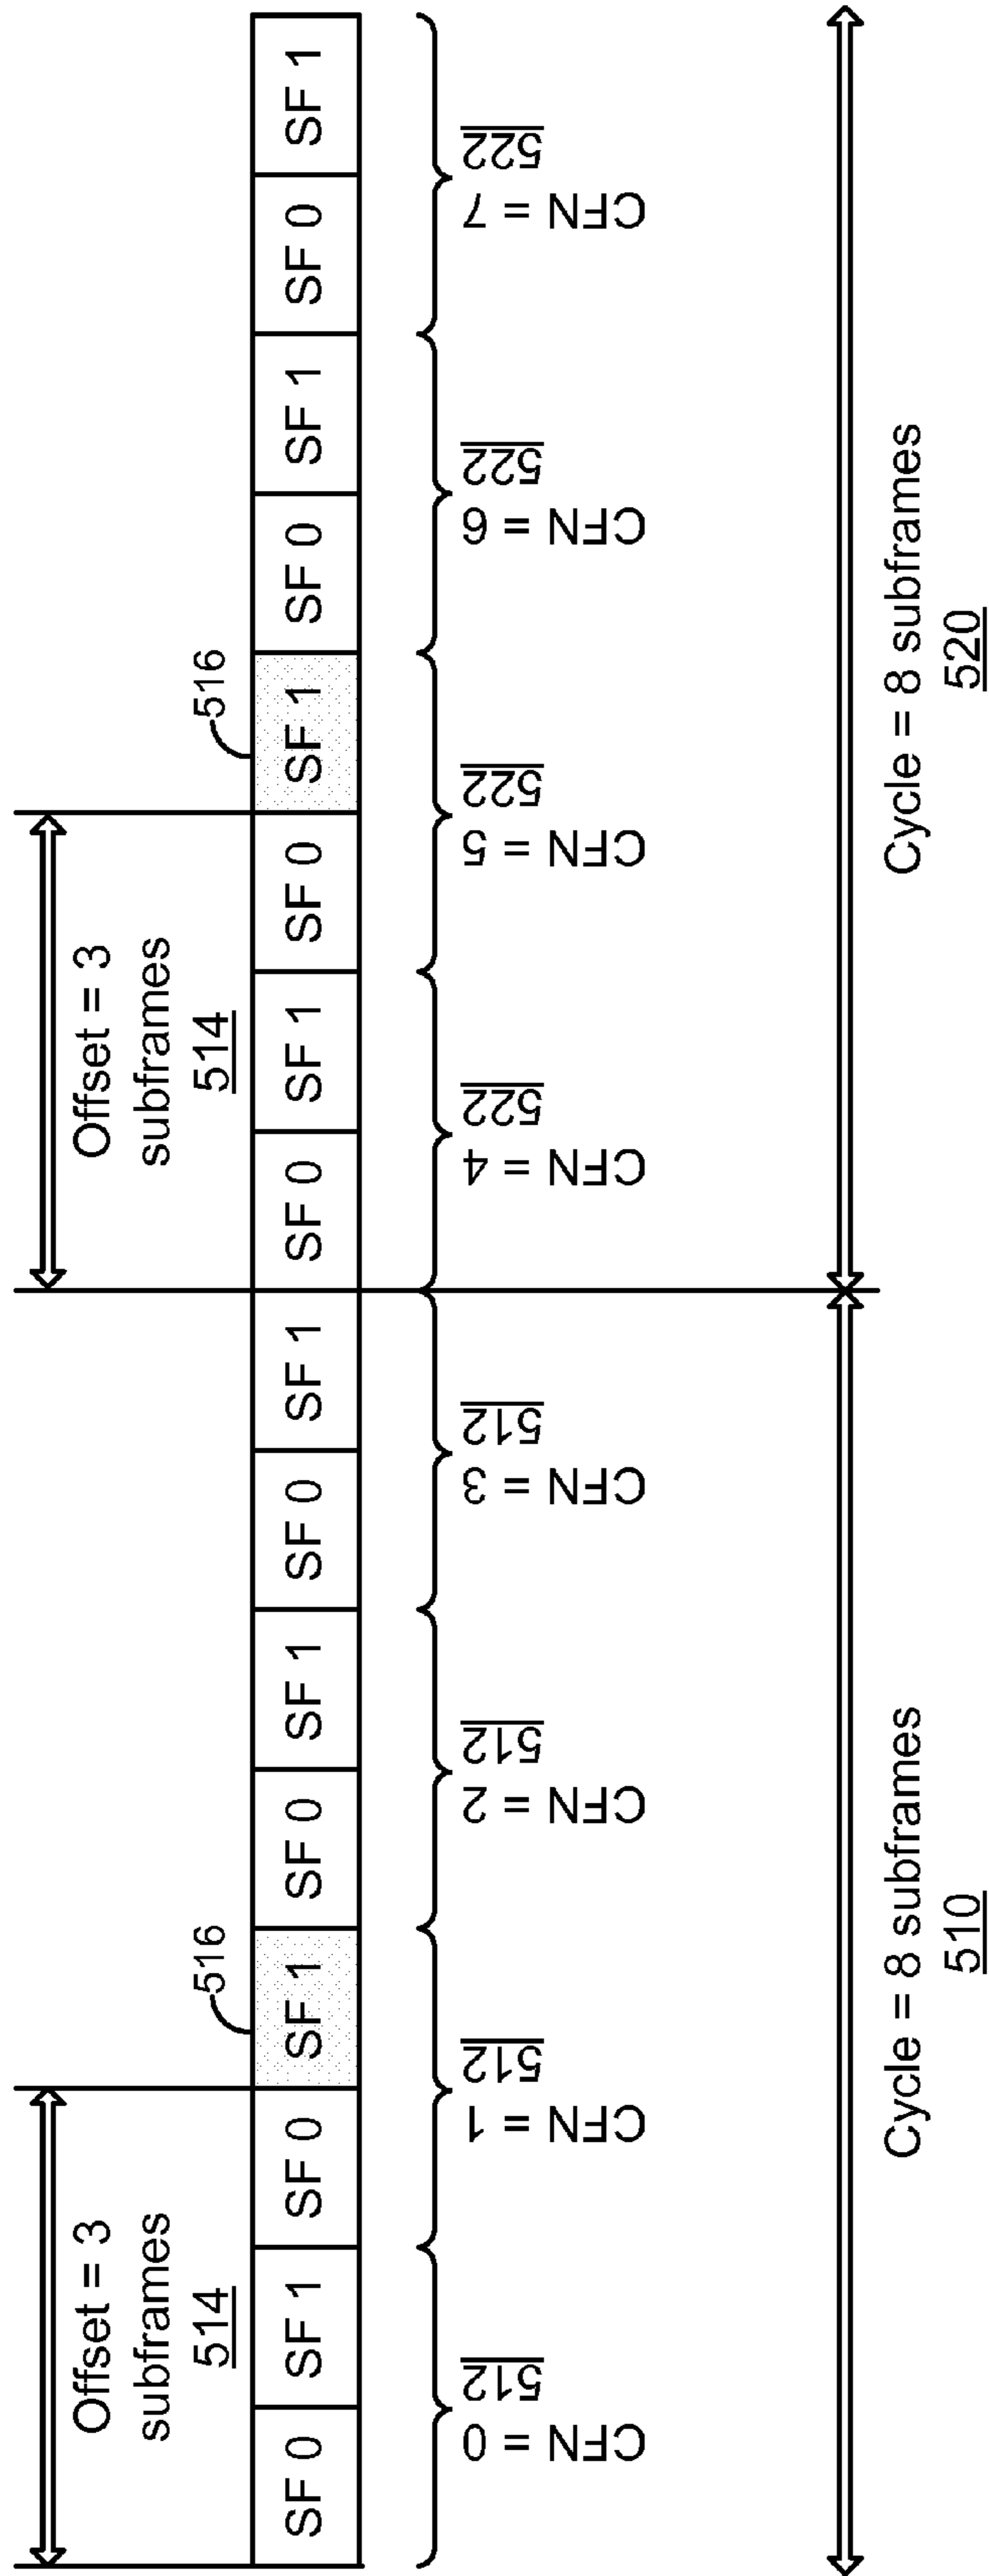 Offset = 3
subframes
514
Offset = 3
subframes
514
516
516
SF 0
SF 1
SF 0
SF 1
SF 0
SF 1
SF 0
SF 1
SF 0
SF 1
SF 0
SF 1
SF 0
SF 1
SF 0
SF 1
CFN = 0
512
CFN = 1
512
CFN = 2
512
CFN = 3
512
CFN = 4
522
CFN = 5
522
CFN = 6
522
CFN = 7
522
Cycle = 8 subframes
510
Cycle = 8 subframes
520